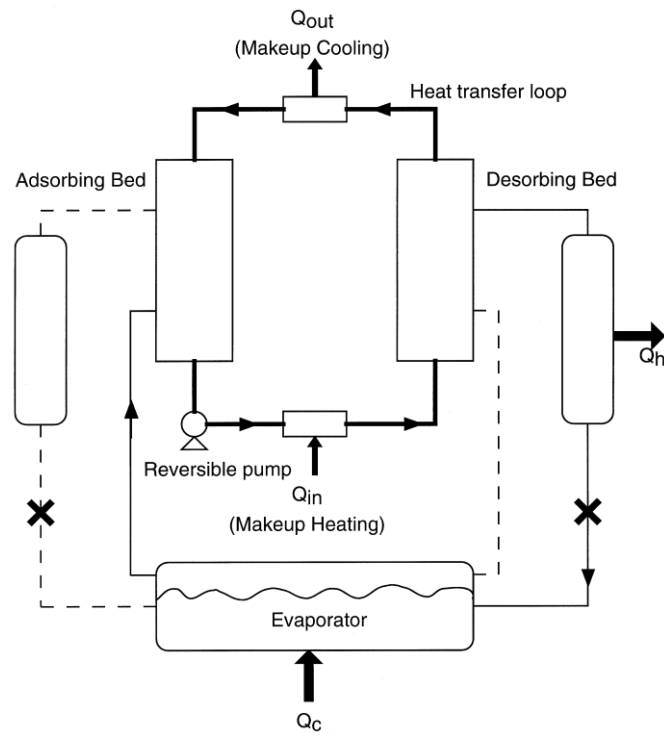 Qout
(Makeup Cooling)
Heat transfer loop
Adsorbing Bed
Desorbing Bed
Qh
Reversible pump
Qin
(Makeup Heating)
Evaporator
Qc